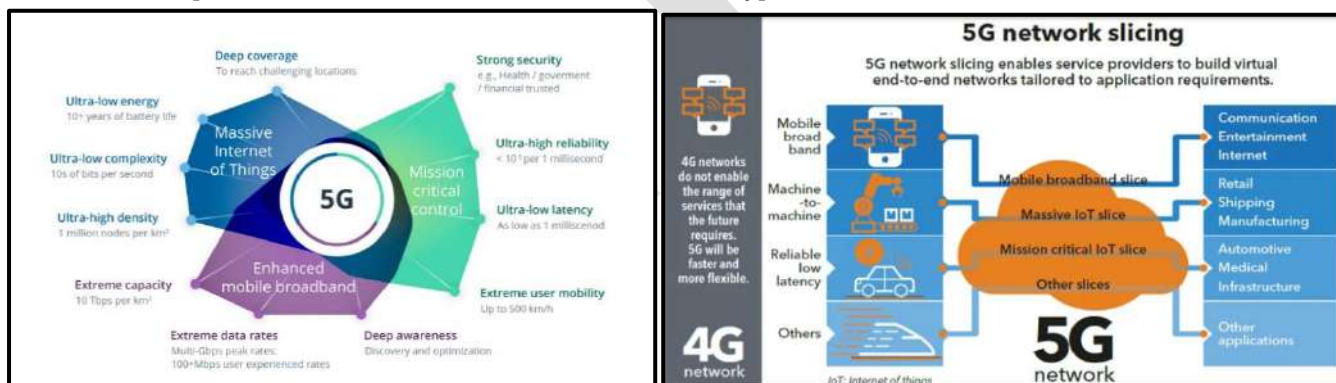 Deep coverage
To reach challenging locations
Strong security
e.g., Health / goverment
/ financial trusted
Ultra-low energy
10+ years of battery life
Massive
Internet
of Things
Ultra-high reliability
Ultra-low complexity
10s of bits per second
< 10⁻⁵ per 1 millisecond
5G
Mission
critical
control
Ultra-high density
1 million nodes per km²
Ultra-low latency
As low as 1 milliscenod
Enhanced
mobile broadband
Extreme capacity
10 Tbps per km²
Extreme user mobility
Up to 500 km/h
Extreme data rates
Multi-Gbps peak rates;
100+Mbps user experienced rates
Deep awareness
Discovery and optimization
4G networks
do not enable
the range of
services that
the future
requires.
5G will be
faster and
more flexible.
4G
network
5G network slicing
5G network slicing enables service providers to build virtual
end-to-end networks tailored to application requirements.
Mobile
broad
band
Mobile broadband slice
Communication
Entertainment
Internet
Machine
-to-
machine
Massive IoT slice
Retail
Shipping
Manufacturing
Reliable
low
latency
Mission critical IoT slice
Automotive
Medical
Infrastructure
Others
Other slices
Other
applications
5G
network
IoT: Internet of things